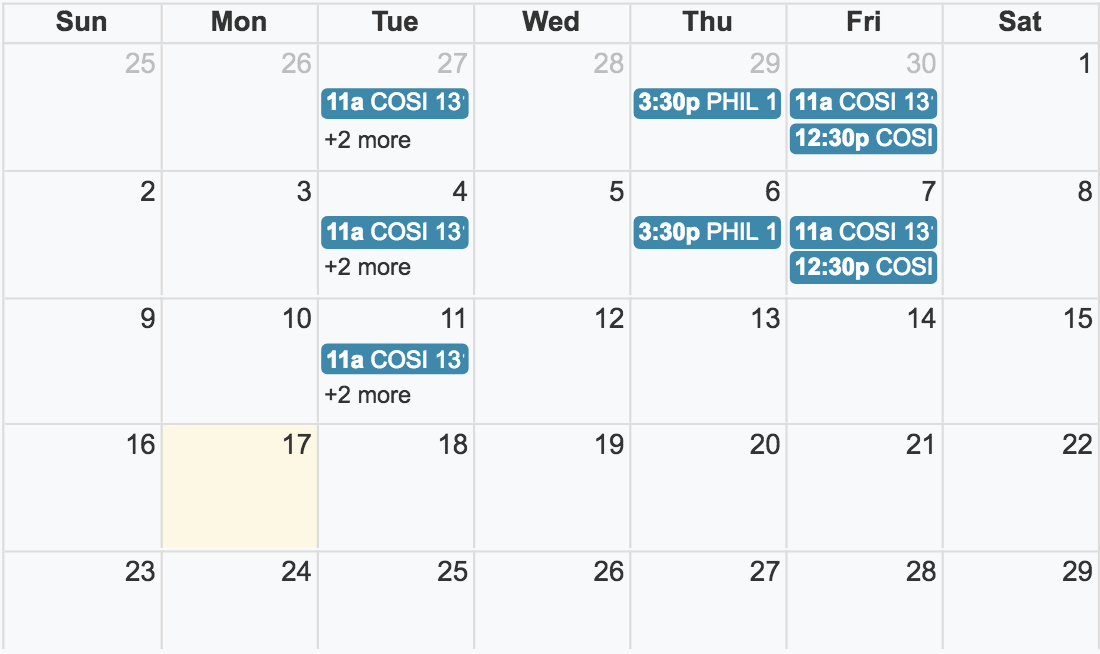 Sun Mon Tue Wed Thu Fri Sat
25 26 27 28 29 30 1
11a COSI 13 3:30p PHIL 1 11a COSI 13
+2 more 12:30p COSI
2 3 4 5 6 7 8
11a COSI 13 3:30p PHIL 1 11a COSI 13
+2 more 12:30p COSI
9 10 11 12 13 14 15
11a COSI 13
+2 more
16 17 18 19 20 21 22
23 24 25 26 27 28 29